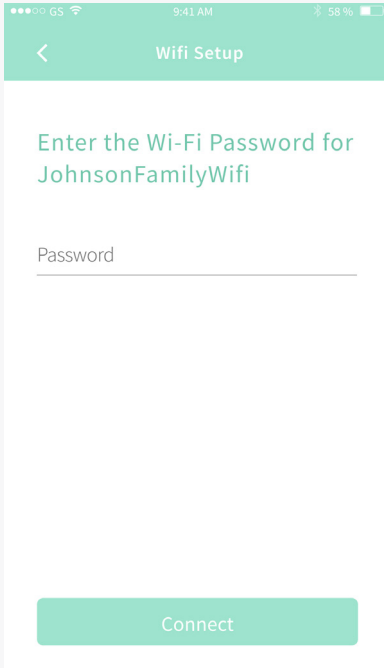 GS 9:41 AM 58 %
Wifi Setup
Enter the Wi-Fi Password for
JohnsonFamilyWifi
Password
Connect